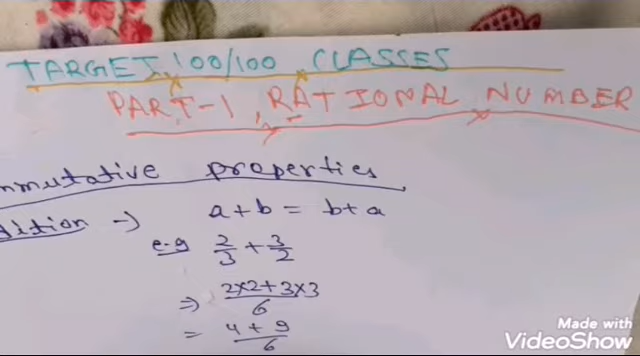 TARGET 100/100 CLASSES
PART-1, RATIONAL NUMBER
mmutative properties
dition → a+b = b+a
e.g 2/3 + 3/2
⇒ 2×2+3×3/6
= 4+9/6
Made with
VideoShow